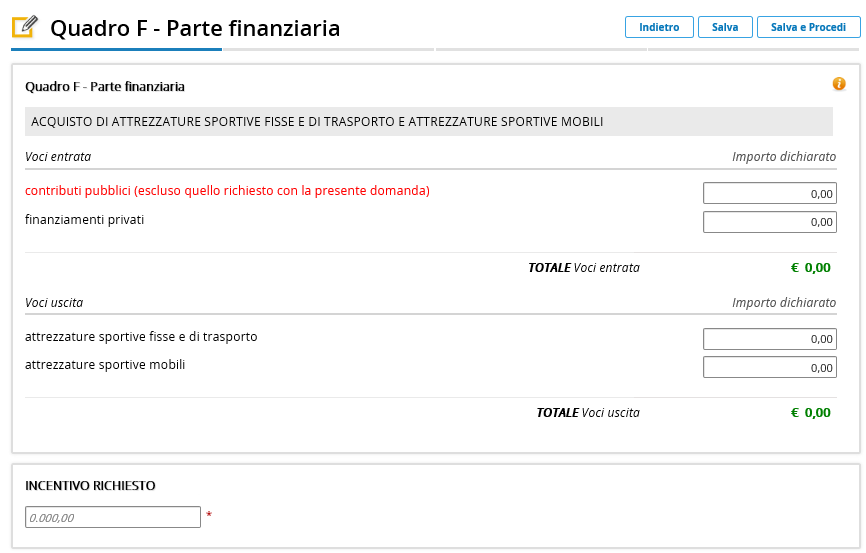 Quadro F - Parte finanziaria
Indietro
Salva
Salva e Procedi
Quadro F - Parte finanziaria
ACQUISTO DI ATTREZZATURE SPORTIVE FISSE E DI TRASPORTO E ATTREZZATURE SPORTIVE MOBILI
Voci entrata Importo dichiarato
contributi pubblici (escluso quello richiesto con la presente domanda) 0,00
finanziamenti privati 0,00
TOTALE Voci entrata € 0,00
Voci uscita Importo dichiarato
attrezzature sportive fisse e di trasporto 0,00
attrezzature sportive mobili 0,00
TOTALE Voci uscita € 0,00
INCENTIVO RICHIESTO
0.000,00 *